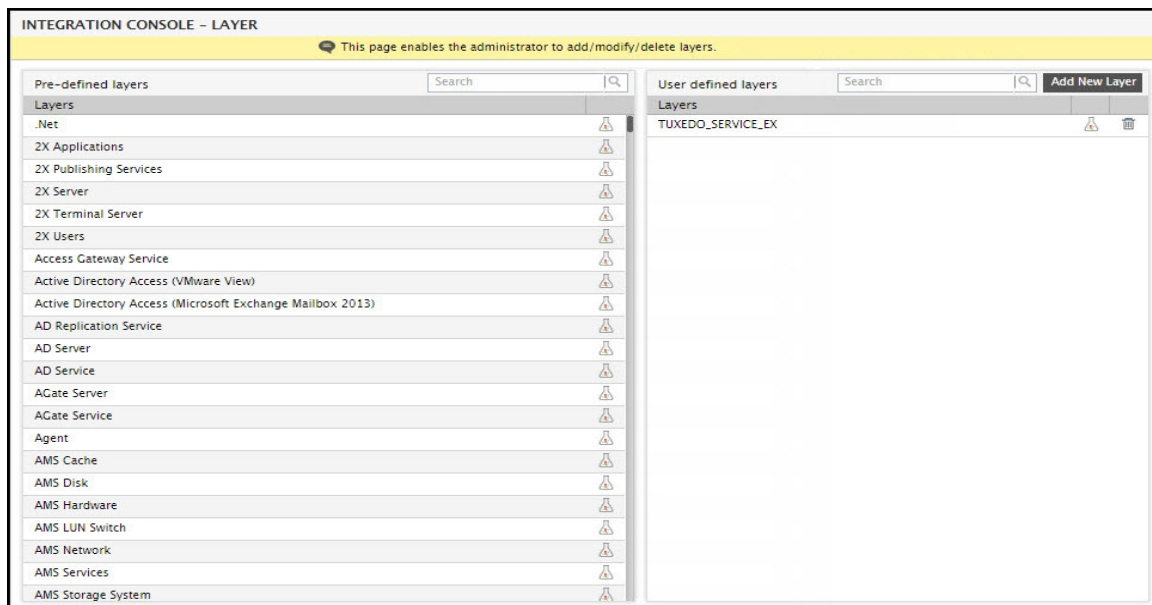 INTEGRATION CONSOLE - LAYER
This page enables the administrator to add/modify/delete layers.
Pre-defined layers
Search
Layers
.Net
2X Applications
2X Publishing Services
2X Server
2X Terminal Server
2X Users
Access Gateway Service
Active Directory Access (VMware View)
Active Directory Access (Microsoft Exchange Mailbox 2013)
AD Replication Service
AD Server
AD Service
AGate Server
AGate Service
Agent
AMS Cache
AMS Disk
AMS Hardware
AMS LUN Switch
AMS Network
AMS Services
AMS Storage System
User defined layers
Search
Add New Layer
Layers
TUXEDO_SERVICE_EX